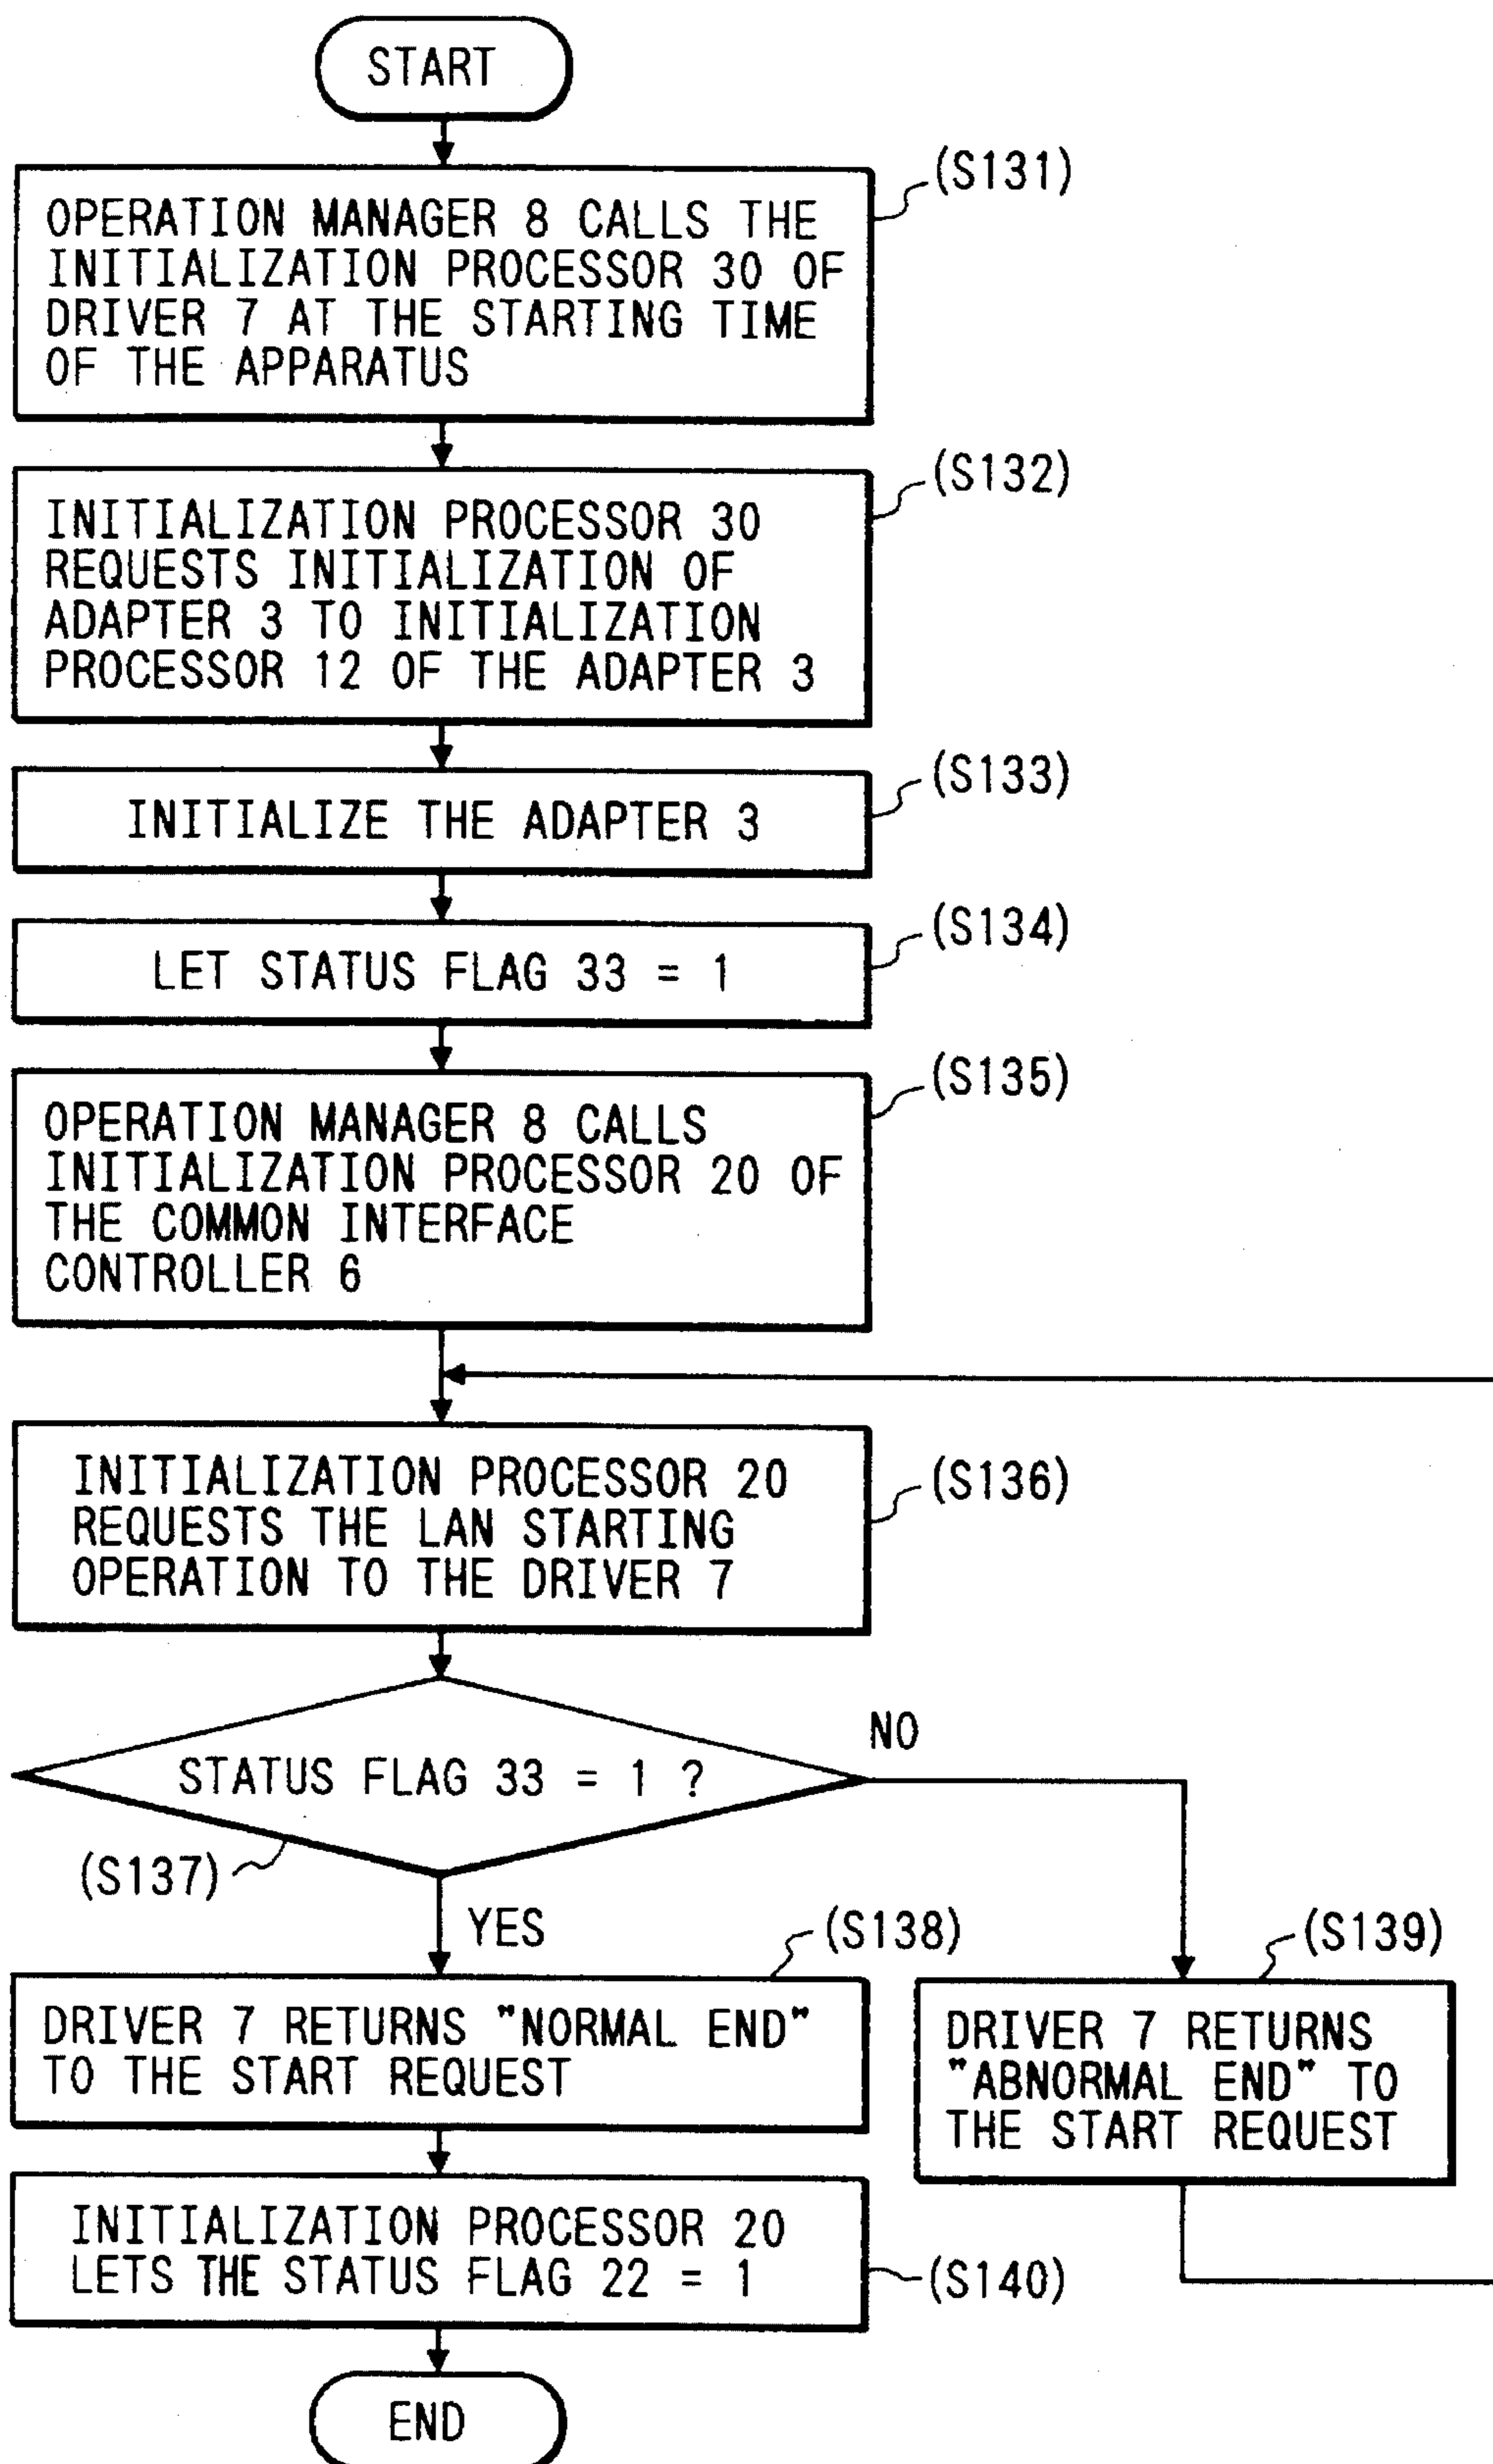 START
(S131)
OPERATION MANAGER 8 CALLS THE
INITIALIZATION PROCESSOR 30 OF
DRIVER 7 AT THE STARTING TIME
OF THE APPARATUS
(S132)
INITIALIZATION PROCESSOR 30
REQUESTS INITIALIZATION OF
ADAPTER 3 TO INITIALIZATION
PROCESSOR 12 OF THE ADAPTER 3
(S133)
INITIALIZE THE ADAPTER 3
(S134)
LET STATUS FLAG 33 = 1
(S135)
OPERATION MANAGER 8 CALLS
INITIALIZATION PROCESSOR 20 OF
THE COMMON INTERFACE
CONTROLLER 6
(S136)
INITIALIZATION PROCESSOR 20
REQUESTS THE LAN STARTING
OPERATION TO THE DRIVER 7
NO
STATUS FLAG 33 = 1 ?
(S137)
YES
(S138)
DRIVER 7 RETURNS "NORMAL END"
TO THE START REQUEST
(S139)
DRIVER 7 RETURNS
"ABNORMAL END" TO
THE START REQUEST
INITIALIZATION PROCESSOR 20
LETS THE STATUS FLAG 22 = 1
(S140)
END